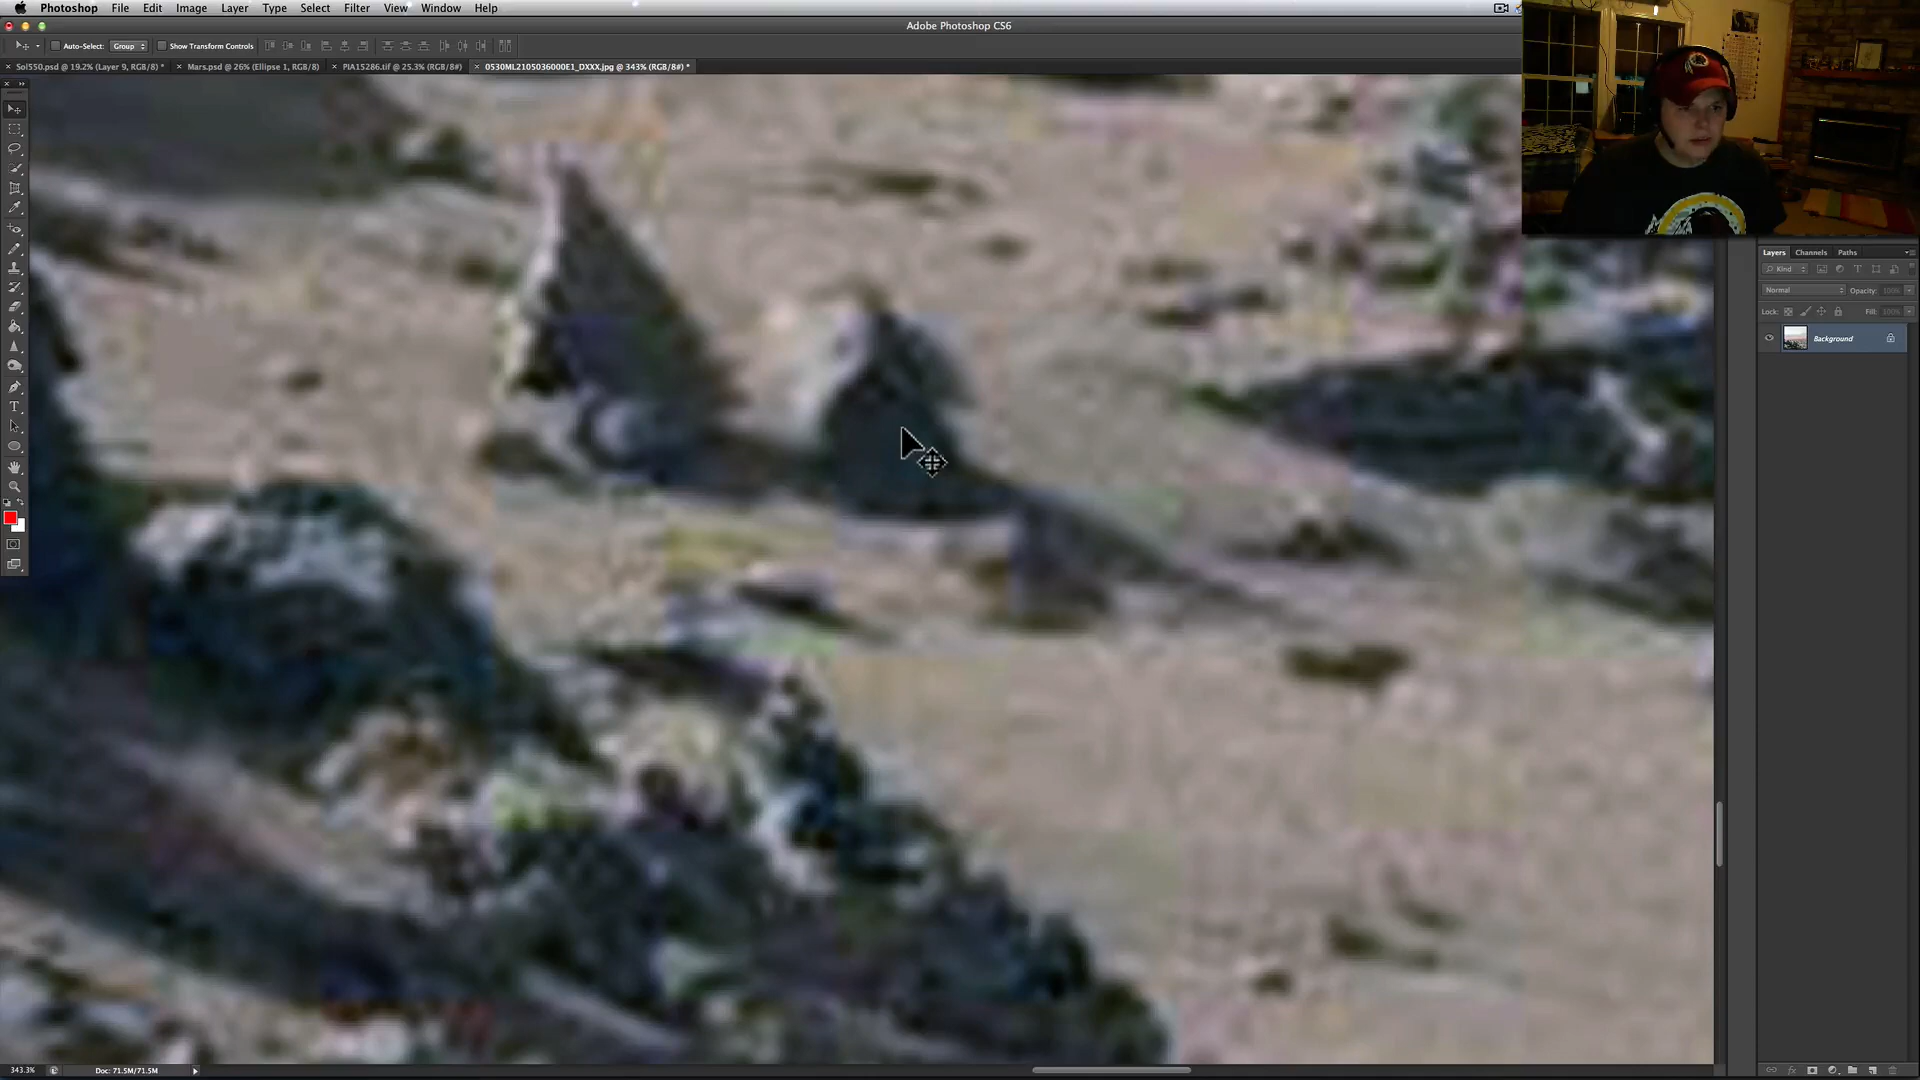 Photoshop File Edit Image Layer Type Select Filter View Window Help
Adobe Photoshop CS6
Auto-Select: Group Show Transform Controls
Sol550.psd @ 19.2% (Layer 9, RGB/8) * Mars.psd @ 26% (Ellipse 1, RGB/8) PIA15286.tif @ 25.3% (RGB/8#) 0530ML2105036000E1_DXXX.jpg @ 343% (RGB/8#) *
Layers Channels Paths
Kind
Normal Opacity: 100%
Lock: Fill: 100%
Background
343.3% Doc: 71.5M/71.5M